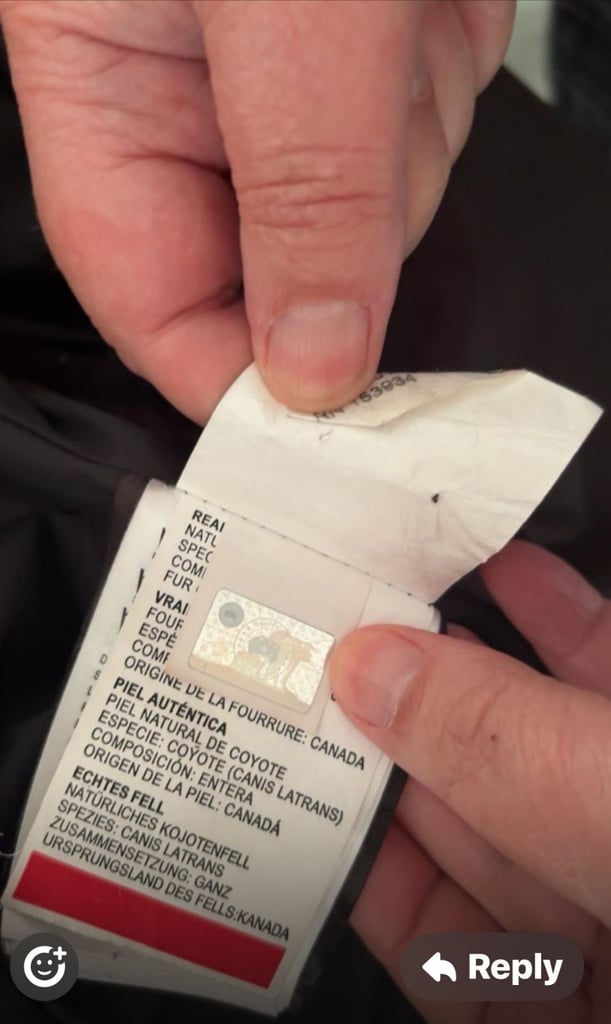 RN 153934
REAL
NATU
SPEC
COM
FUR
VRAI
FOUR
ESPÈ
COMP
ORIGINE DE LA FOURRURE: CANADA
PIEL AUTÉNTICA
PIEL NATURAL DE COYOTE
ESPECIE: COYOTE (CANIS LATRANS)
COMPOSICIÓN: ENTERA
ORIGEN DE LA PIEL: CANADÁ
ECHTES FELL
NATÜRLICHES KOJOTENFELL
SPEZIES: CANIS LATRANS
ZUSAMMENSETZUNG: GANZ
URSPRUNGSLAND DES FELLS:KANADA
Reply